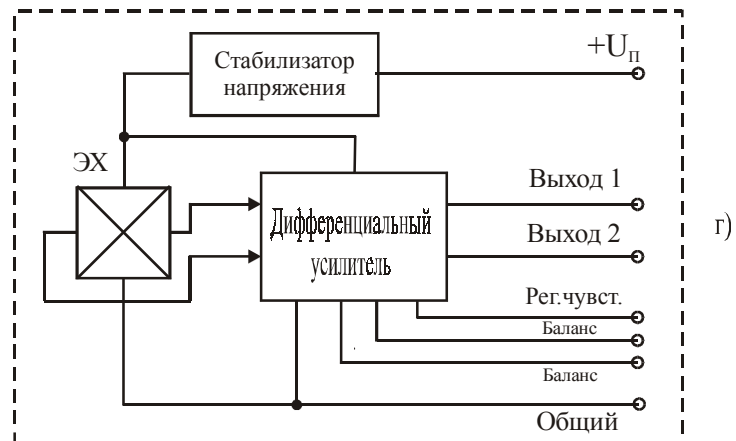 Стабилизатор
напряжения
+Uп
ЭХ
Дифференциальный
усилитель
Выход 1
Выход 2
Рег.чувст.
Баланс
Баланс
Общий
г)